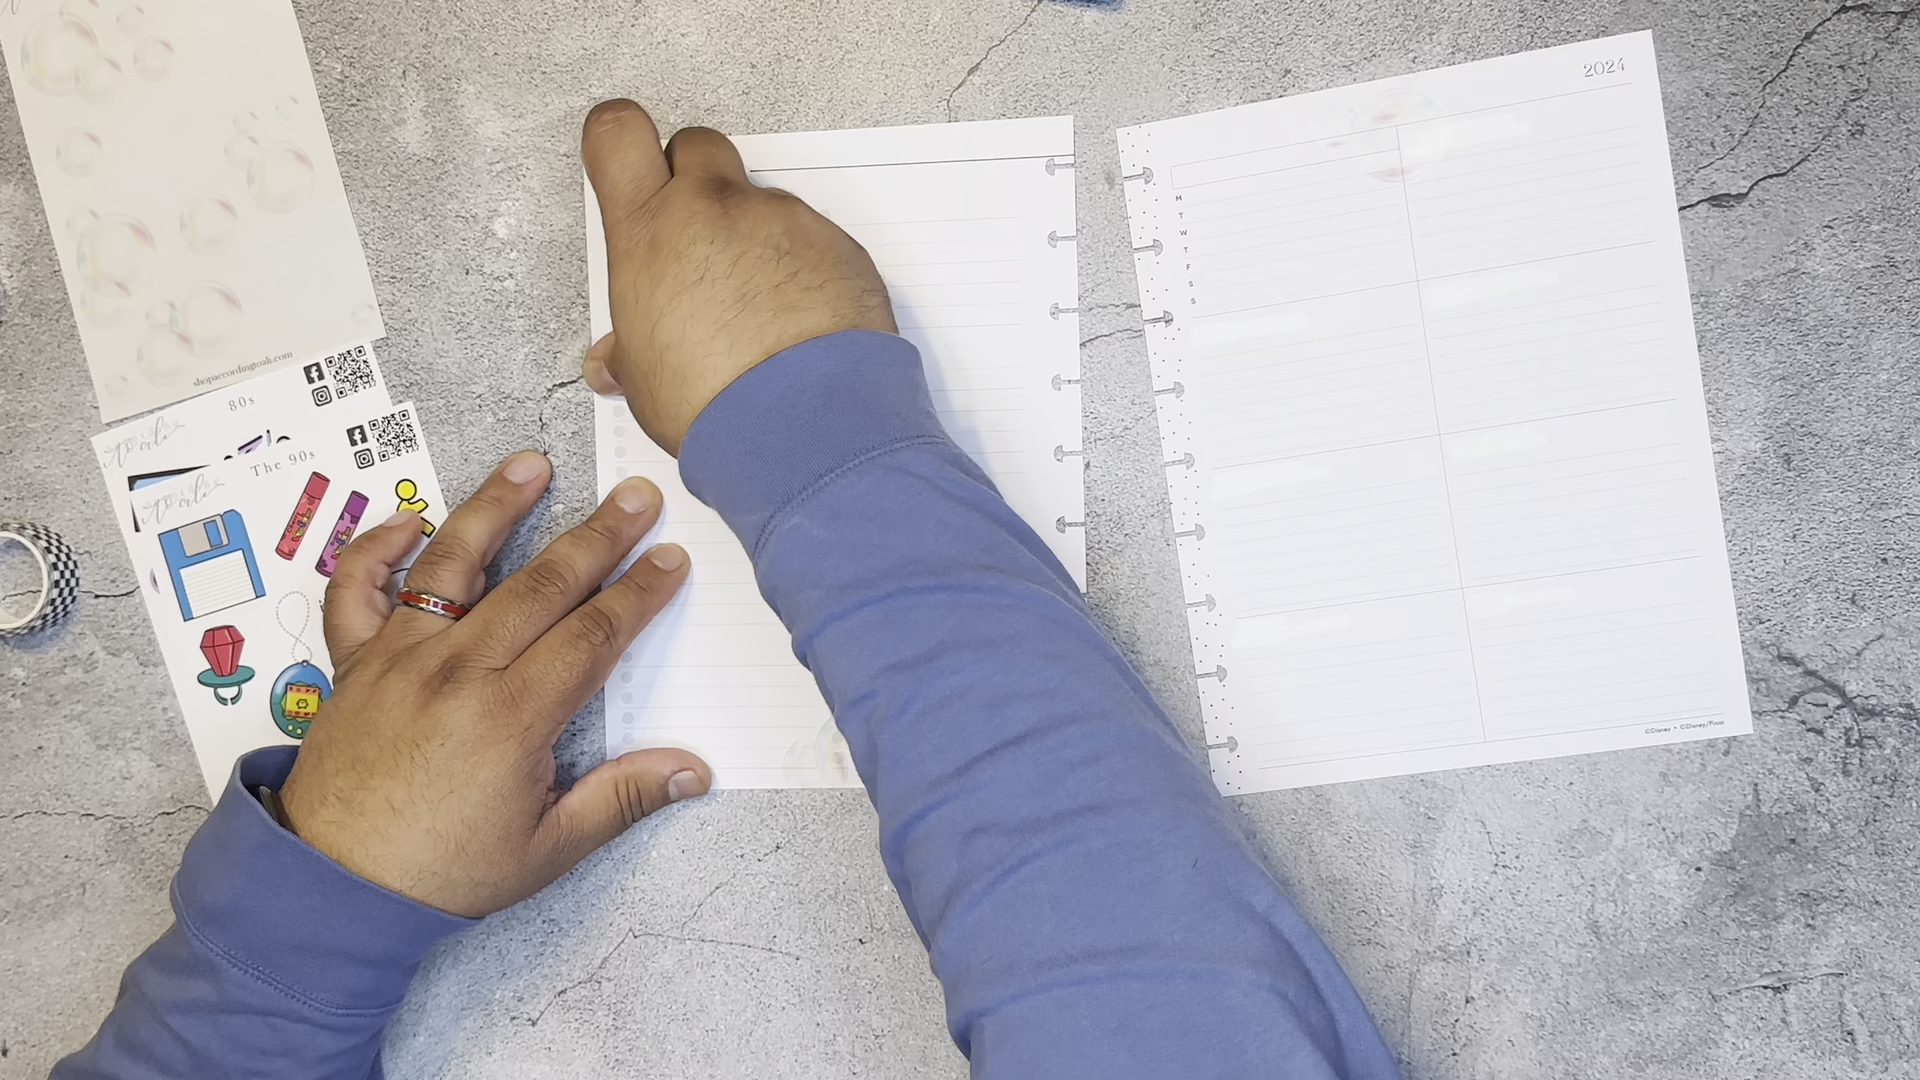 shopaccordingtoali.com
80s
The 90s
2024
M
T
W
T
F
S
S
©Disney + ©Disney/Pixar